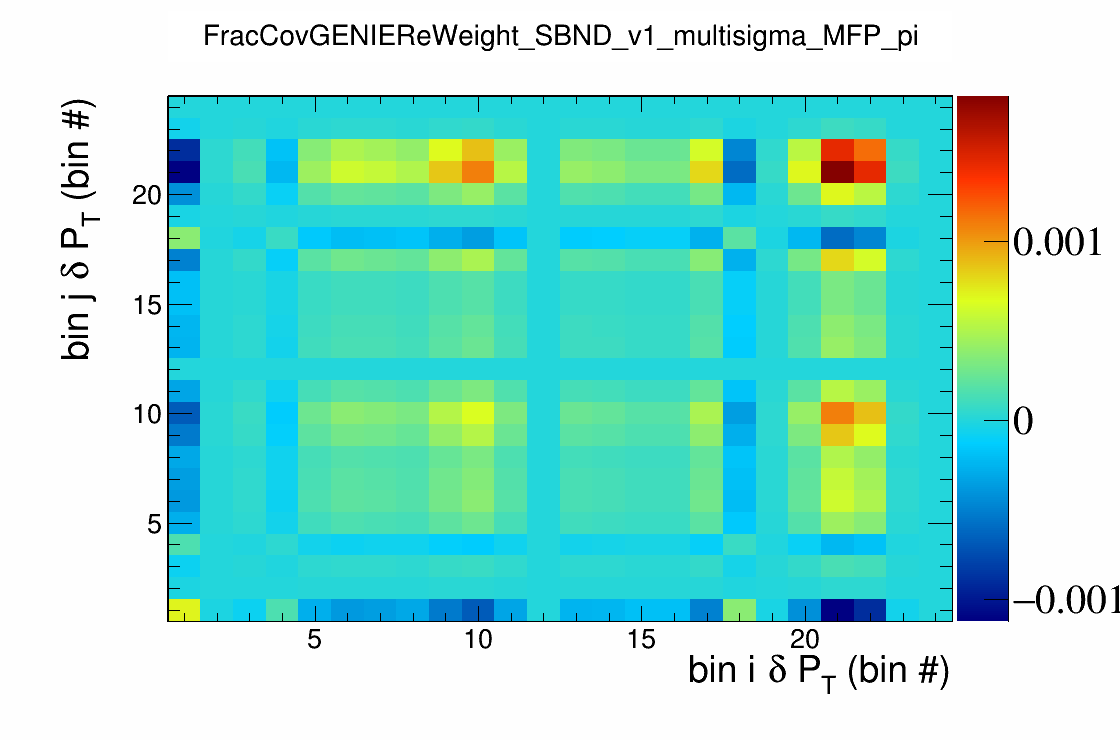 FracCovGENIEReWeight_SBND_v1_multisigma_MFP_pi
bin j δ P_T (bin #)
20
15
10
5
5 10 15 20
bin i δ P_T (bin #)
0.001
0
−0.001